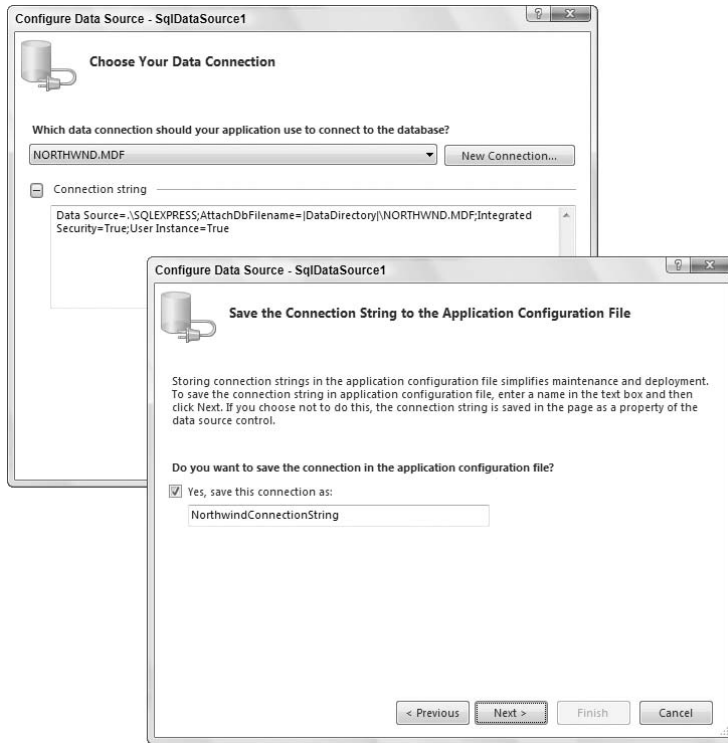 Configure Data Source - SqlDataSource1
Choose Your Data Connection
Which data connection should your application use to connect to the database?
NORTHWND.MDF
New Connection...
Connection string
Data Source=.\SQLEXPRESS;AttachDbFilename=|DataDirectory|\NORTHWND.MDF;Integrated
Security=True;User Instance=True
Configure Data Source - SqlDataSource1
Save the Connection String to the Application Configuration File
Storing connection strings in the application configuration file simplifies maintenance and deployment.
To save the connection string in application configuration file, enter a name in the text box and then
click Next. If you choose not to do this, the connection string is saved in the page as a property of the
data source control.
Do you want to save the connection in the application configuration file?
Yes, save this connection as:
NorthwindConnectionString
< Previous
Next >
Finish
Cancel